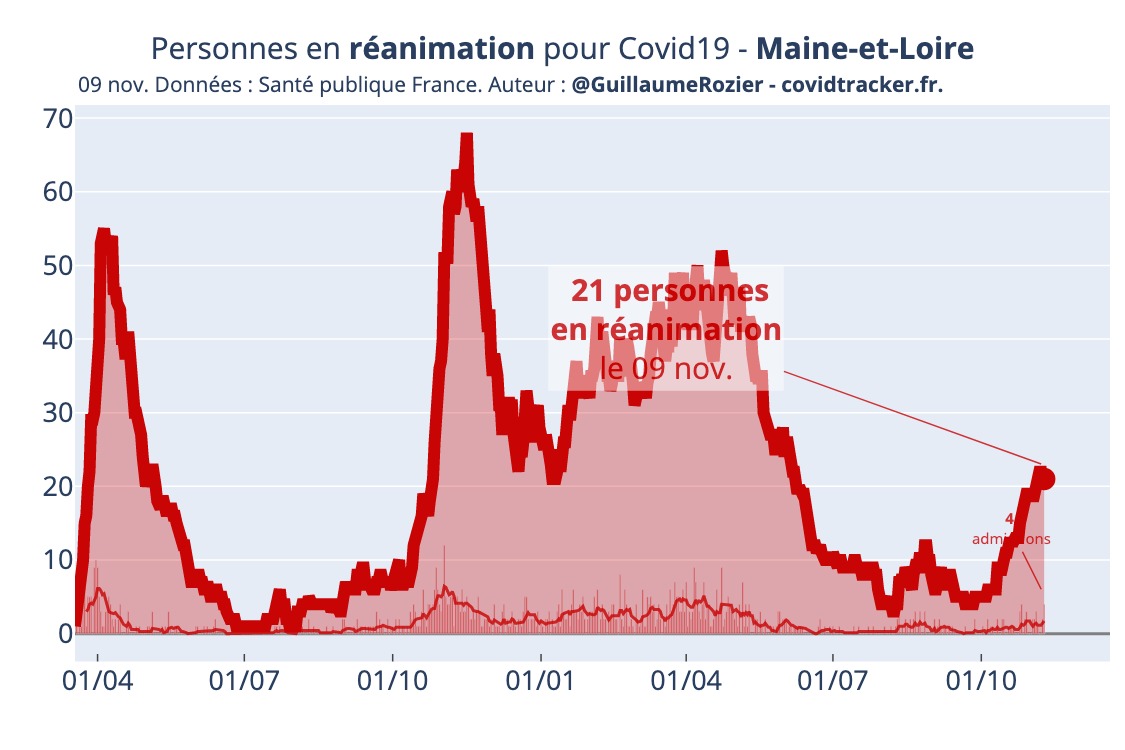 Personnes en réanimation pour Covid19 - Maine-et-Loire
09 nov. Données : Santé publique France. Auteur : @GuillaumeRozier - covidtracker.fr.
70
60
50
40
30
20
10
0
21 personnes
en réanimation
le 09 nov.
4
01/04 01/07 01/10 01/01 01/04 01/07 01/10